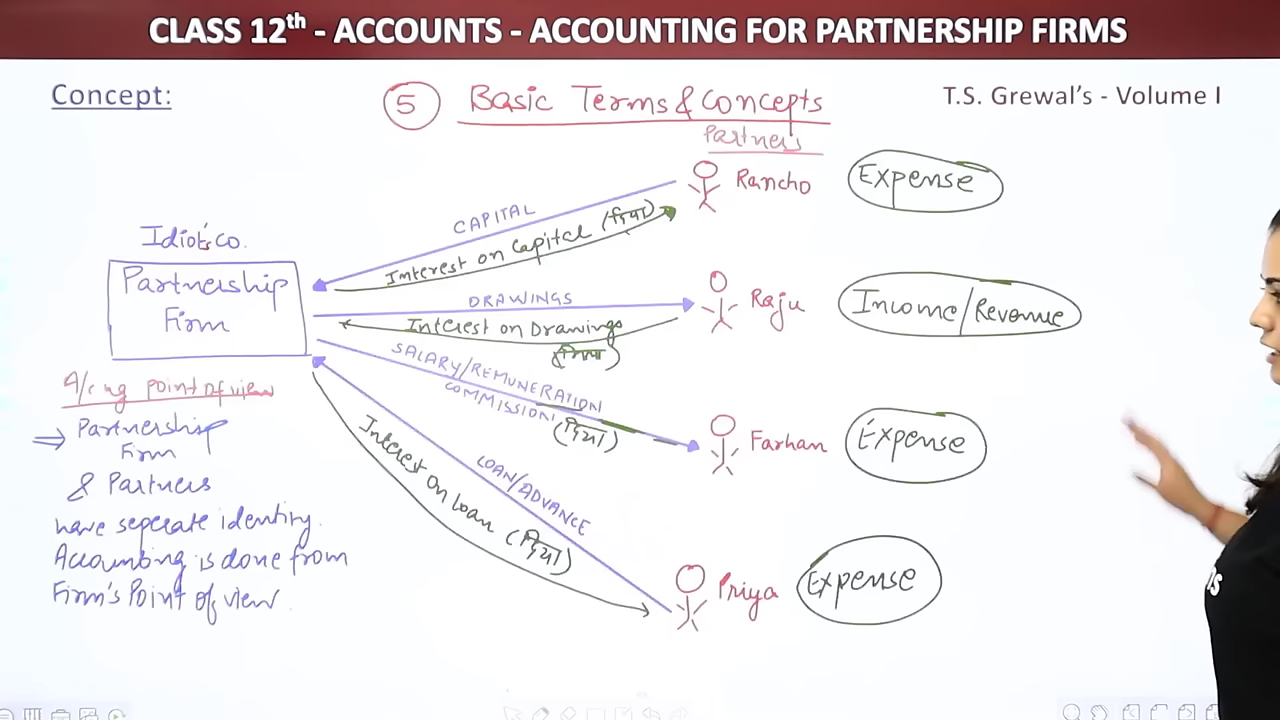 CLASS 12th - ACCOUNTS - ACCOUNTING FOR PARTNERSHIP FIRMS
Concept:
5 Basic Terms & Concepts
T.S. Grewal's - Volume I
Partners
Rancho
Expense
CAPITAL
Interest on Capital (दिया)
Idiot's co.
Partnership
Firm
DRAWINGS
Raju
Income/Revenue
Interest on Drawings
(लिया)
SALARY/REMUNERATION
COMMISSION
(दिया)
Farhan
Expense
LOAN/ADVANCE
Interest on Loan (दिया)
Priya
Expense
A/cing point of view
⇒ Partnership
Firm
& Partners
have seperate identity.
Accounting is done from
Firm's Point of view.